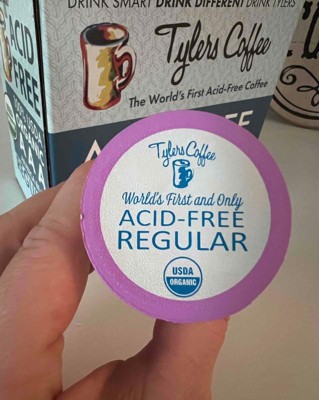 DRINK SMART DRINK DIFFERENT DRINK TYLERS
Tylers Coffee
The World's First Acid-Free Coffee
ACID
FREE
Tylers Coffee
World's First and Only
ACID-FREE
REGULAR
USDA
ORGANIC